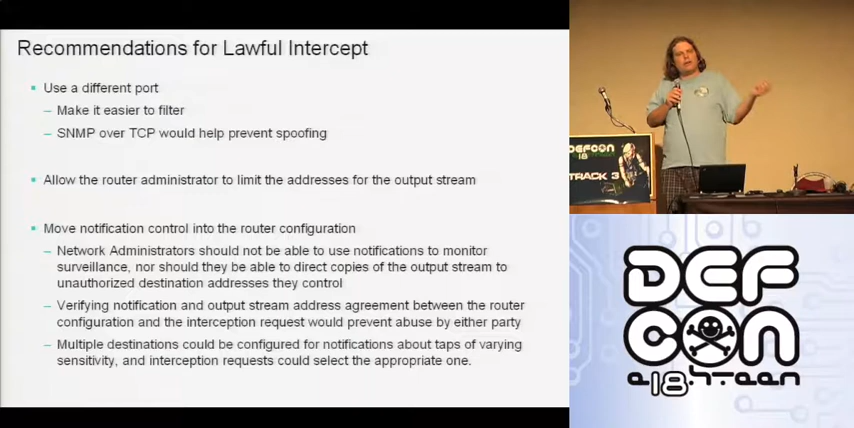 Recommendations for Lawful Intercept
Use a different port
– Make it easier to filter
– SNMP over TCP would help prevent spoofing
Allow the router administrator to limit the addresses for the output stream
Move notification control into the router configuration
– Network Administrators should not be able to use notifications to monitor
surveillance, nor should they be able to direct copies of the output stream to
unauthorized destination addresses they control
– Verifying notification and output stream address agreement between the router
configuration and the interception request would prevent abuse by either party
– Multiple destinations could be configured for notifications about taps of varying
sensitivity, and interception requests could select the appropriate one.
DEFCON
18
TRACK 3
DEF
CON
e18h.teen